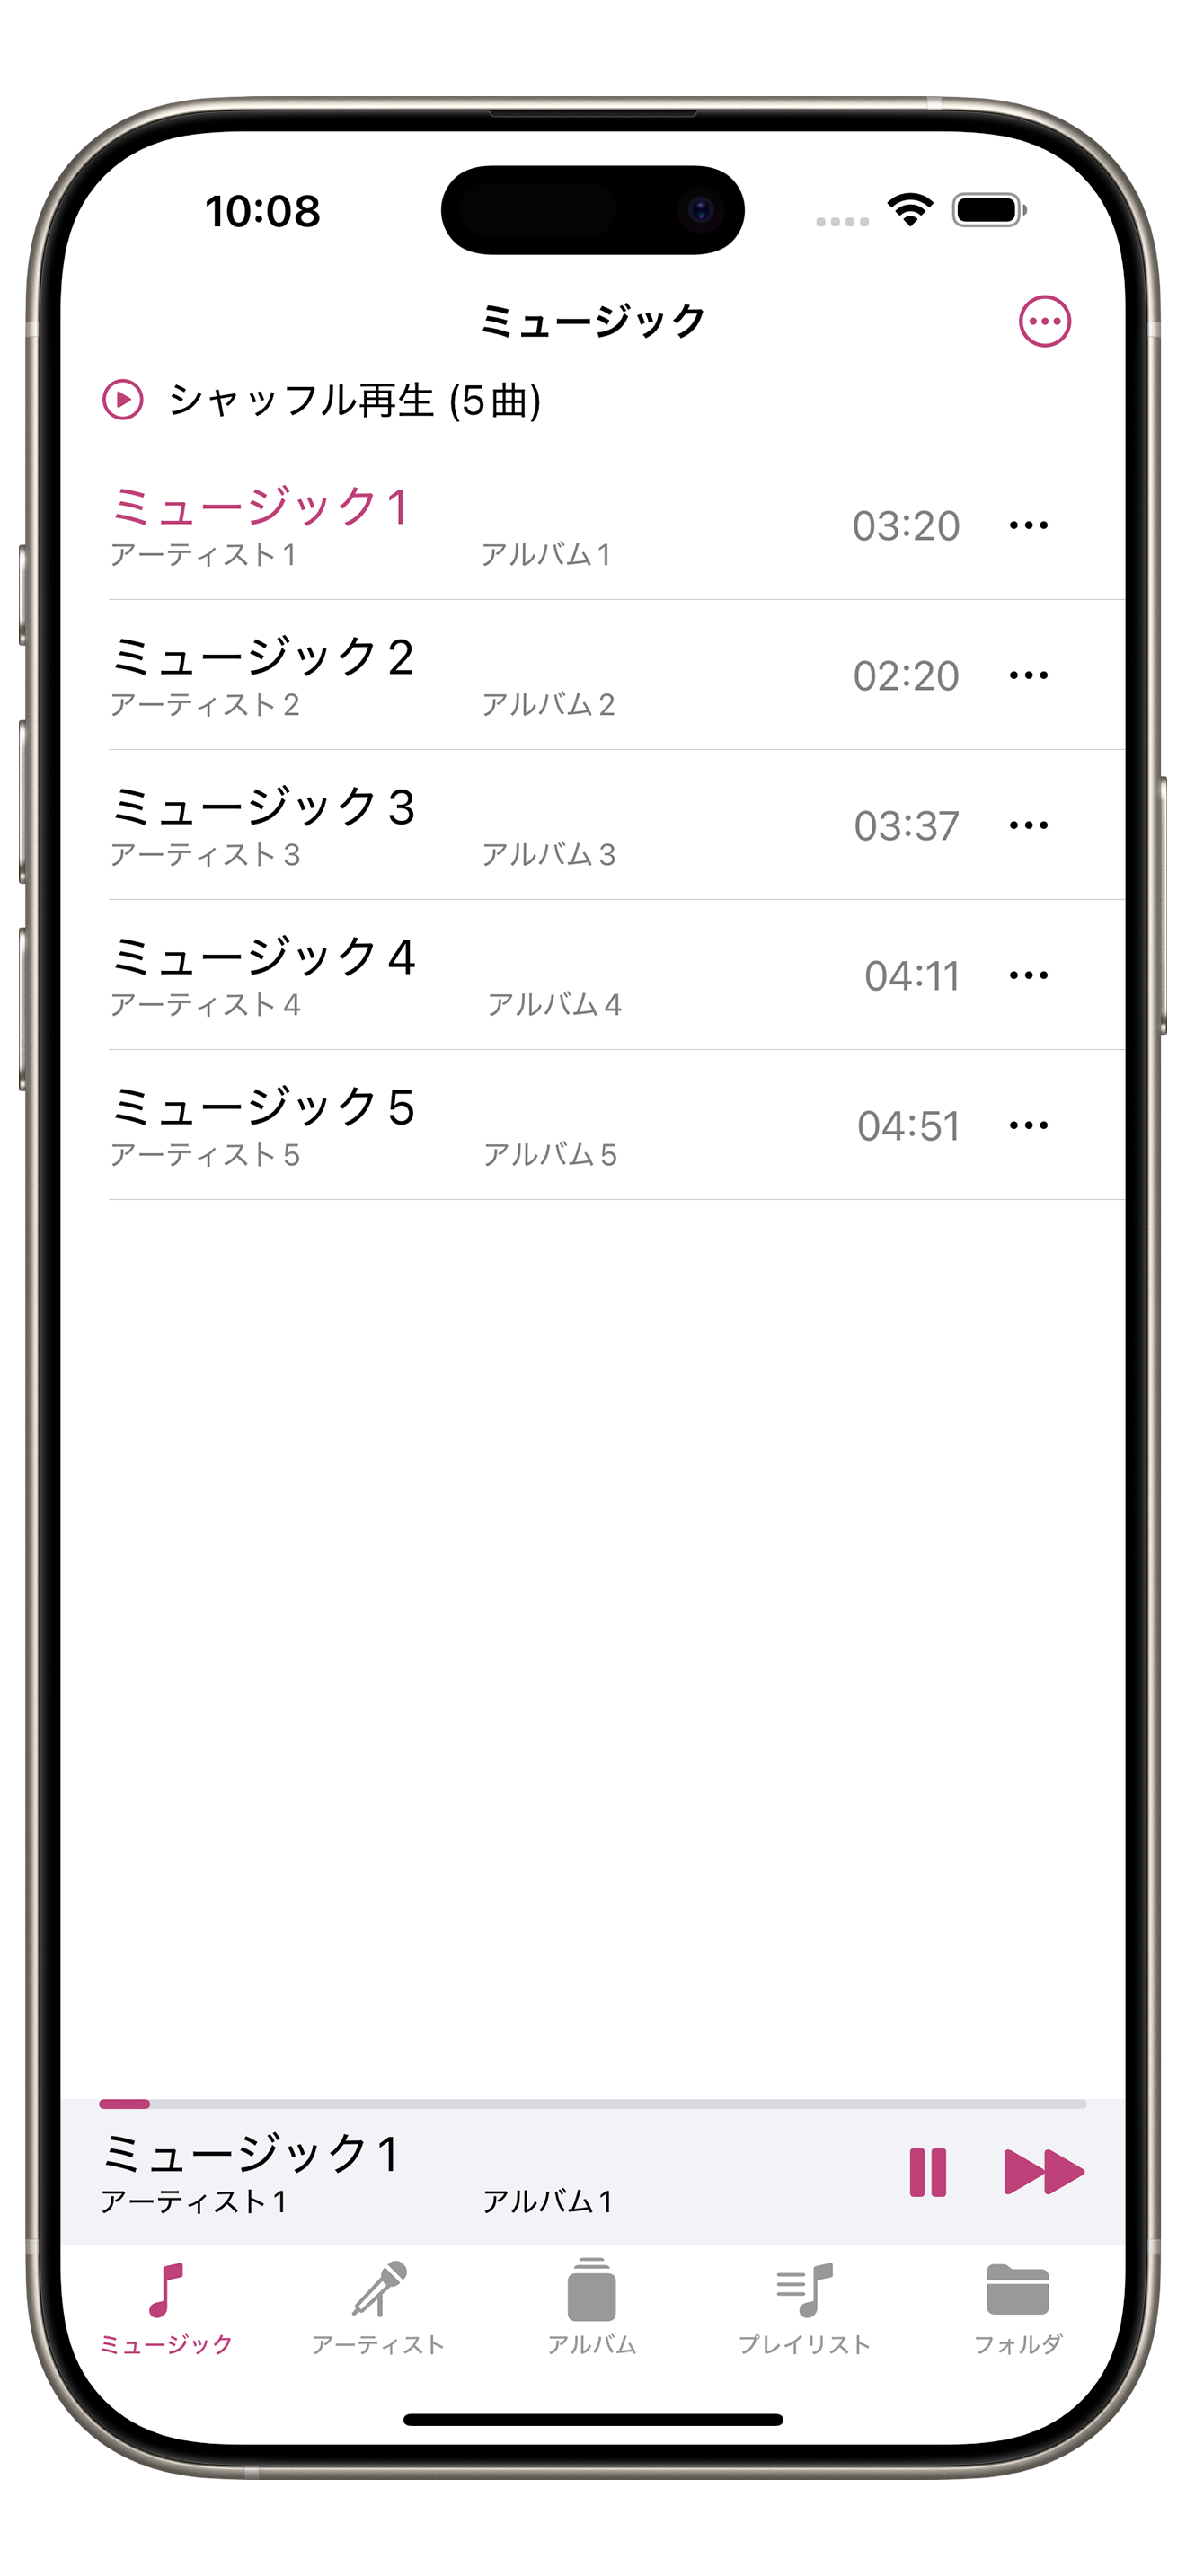 10:08
ミュージック
シャッフル再生 (5曲)
ミュージック1
アーティスト1 アルバム1 03:20
ミュージック2
アーティスト2 アルバム2 02:20
ミュージック3
アーティスト3 アルバム3 03:37
ミュージック4
アーティスト4 アルバム4 04:11
ミュージック5
アーティスト5 アルバム5 04:51
ミュージック1
アーティスト1 アルバム1
ミュージック アーティスト アルバム プレイリスト フォルダ